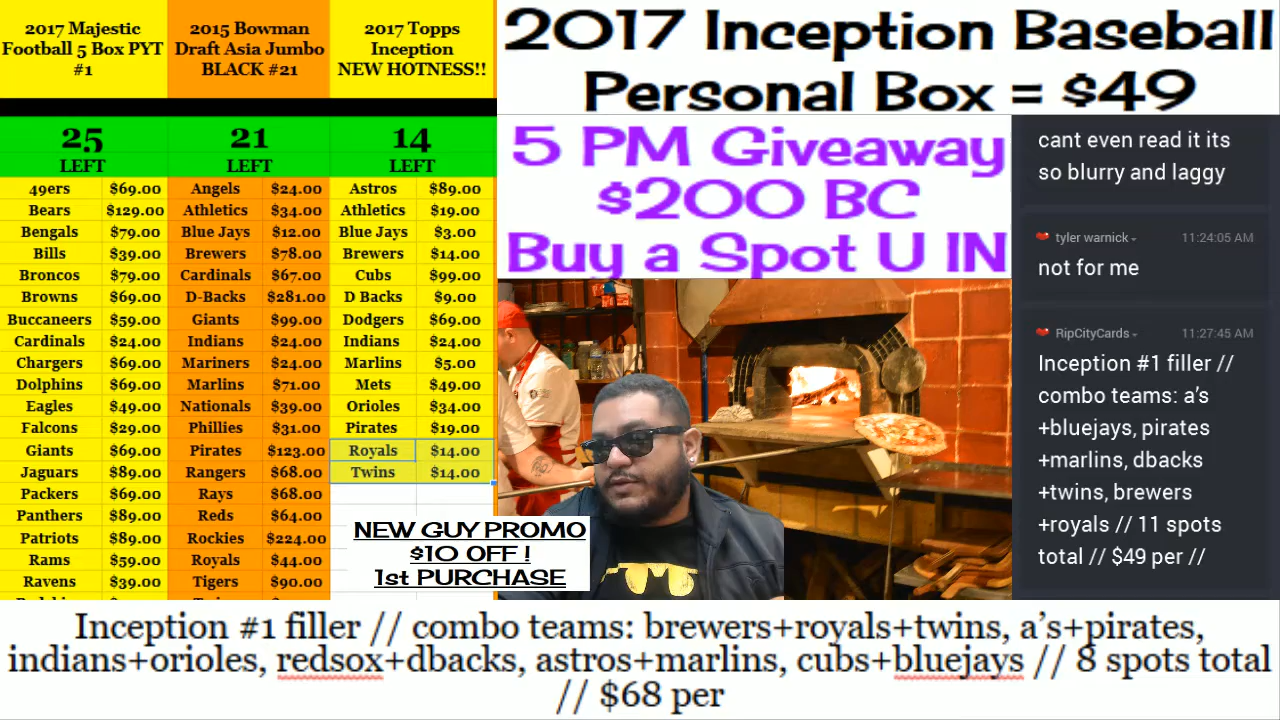 2017 Majestic
Football 5 Box PYT
#1
2015 Bowman
Draft Asia Jumbo
BLACK #21
2017 Topps
Inception
NEW HOTNESS!!
25
LEFT
21
LEFT
14
LEFT
49ers $69.00 Angels $24.00 Astros $89.00
Bears $129.00 Athletics $34.00 Athletics $19.00
Bengals $79.00 Blue Jays $12.00 Blue Jays $3.00
Bills $39.00 Brewers $78.00 Brewers $14.00
Broncos $79.00 Cardinals $67.00 Cubs $99.00
Browns $69.00 D-Backs $281.00 D Backs $9.00
Buccaneers $59.00 Giants $99.00 Dodgers $69.00
Cardinals $24.00 Indians $24.00 Indians $24.00
Chargers $69.00 Mariners $24.00 Marlins $5.00
Dolphins $69.00 Marlins $71.00 Mets $49.00
Eagles $49.00 Nationals $39.00 Orioles $34.00
Falcons $29.00 Phillies $31.00 Pirates $19.00
Giants $69.00 Pirates $123.00 Royals $14.00
Jaguars $89.00 Rangers $68.00 Twins $14.00
Packers $69.00 Rays $68.00
Panthers $89.00 Reds $64.00
Patriots $89.00 Rockies $224.00
Rams $59.00 Royals $44.00
Ravens $39.00 Tigers $90.00
2017 Inception Baseball
Personal Box = $49
5 PM Giveaway
$200 BC
Buy a Spot U IN
NEW GUY PROMO
$10 OFF !
1st PURCHASE
cant even read it its
so blurry and laggy
tyler warnick 11:24:05 AM
not for me
RipCityCards 11:27:45 AM
Inception #1 filler //
combo teams: a's
+bluejays, pirates
+marlins, dbacks
+twins, brewers
+royals // 11 spots
total // $49 per //
Inception #1 filler // combo teams: brewers+royals+twins, a's+pirates,
indians+orioles, redsox+dbacks, astros+marlins, cubs+bluejays // 8 spots total
// $68 per